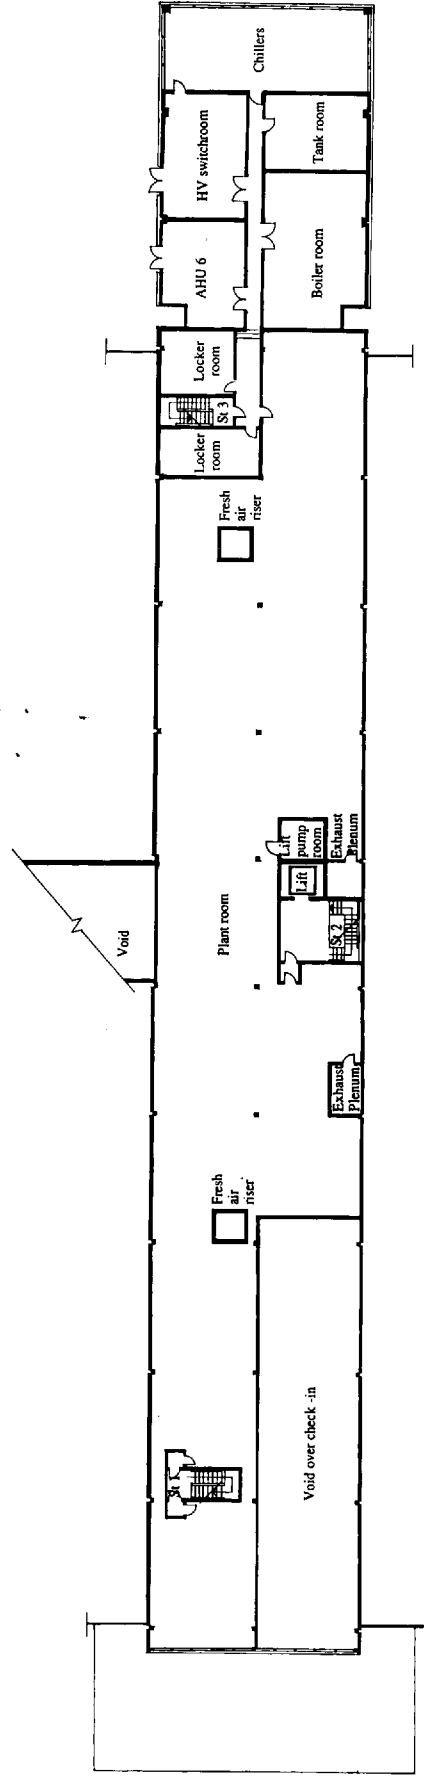 Chillers
HV switchroom
Tank room
AHU 6
Boiler room
Locker
room
St 3
Locker
room
Fresh
air
riser
Lift
pump
room
Exhaust
Plenum
Lift
Void
Plant room
St 2
Exhaust
Plenum
Fresh
air
riser
Void over check -in
St 1